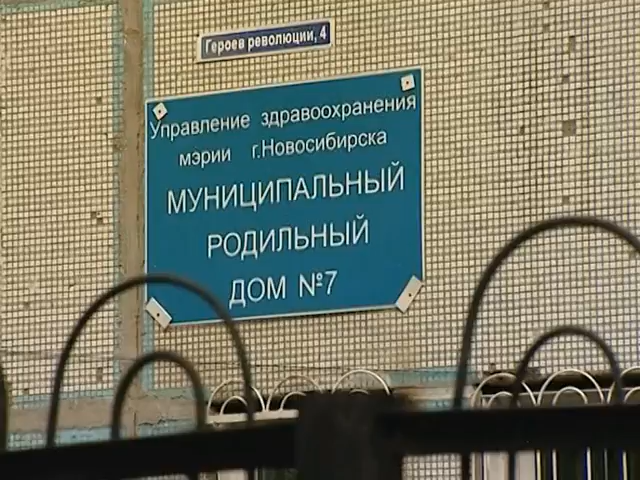 Героев революции, 4
Управление здравоохранения
мэрии г.Новосибирска
МУНИЦИПАЛЬНЫЙ
РОДИЛЬНЫЙ
ДОМ №7